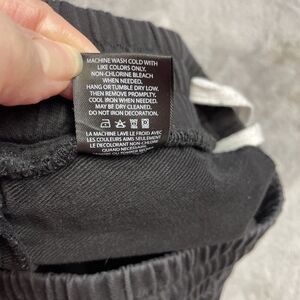 MACHINE WASH COLD WITH
LIKE COLORS ONLY.
NON-CHLORINE BLEACH
WHEN NEEDED.
HANG OR TUMBLE DRY LOW.
THEN REMOVE PROMPTLY.
COOL IRON WHEN NEEDED.
MAY BE DRY CLEANED.
DO NOT IRON DECORATION.
LA MACHINE LAVE LE FROID AVEC
LES COULEURS AIMS SEULEMENT.
LE DECOLORANT NON-CHLORE
QUAND NECESSAIRE.